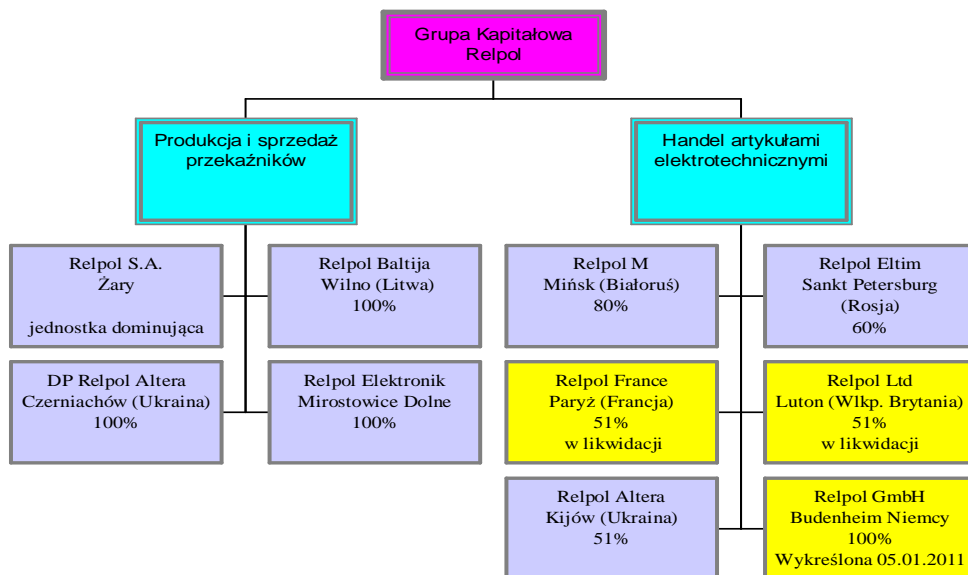 Grupa Kapitałowa
Relpol
Produkcja i sprzedaż
przekaźników
Handel artykułami
elektrotechnicznymi
Relpol S.A.
Żary
jednostka dominująca
Relpol Baltija
Wilno (Litwa)
100%
Relpol M
Mińsk (Białoruś)
80%
Relpol Eltim
Sankt Petersburg
(Rosja)
60%
DP Relpol Altera
Czerniachów (Ukraina)
100%
Relpol Elektronik
Mirostowice Dolne
100%
Relpol France
Paryż (Francja)
51%
w likwidacji
Relpol Ltd
Luton (Wlkp. Brytania)
51%
w likwidacji
Relpol Altera
Kijów (Ukraina)
51%
Relpol GmbH
Budenheim Niemcy
100%
Wykreślona 05.01.2011